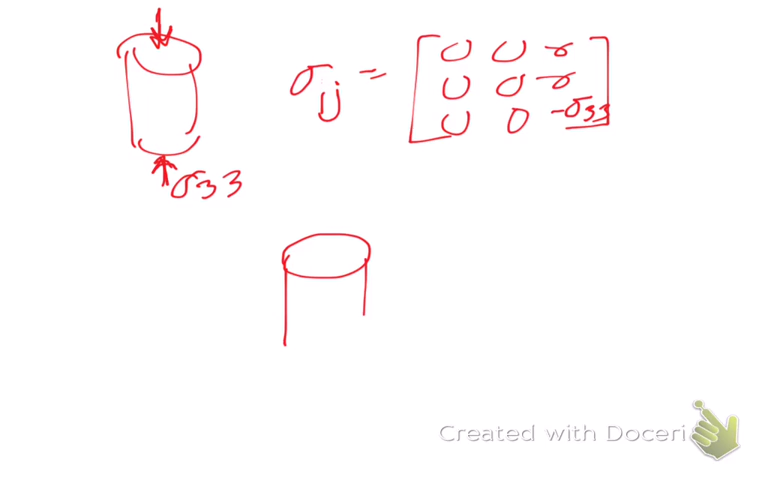 σij = [ 0 0 0
0 0 0
0 0 -σ33 ]
σ33
Created with Doceri